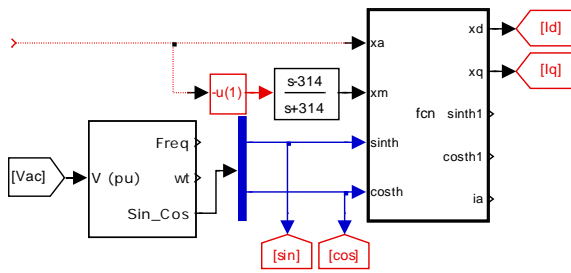 xa
xd
[Id]
xq
[Iq]
-u(1)
s-314
s+314
xm
fcn
sinth1
Freq
sinth
costh1
[Vac]
V (pu)
wt
costh
ia
Sin_Cos
[sin]
[cos]